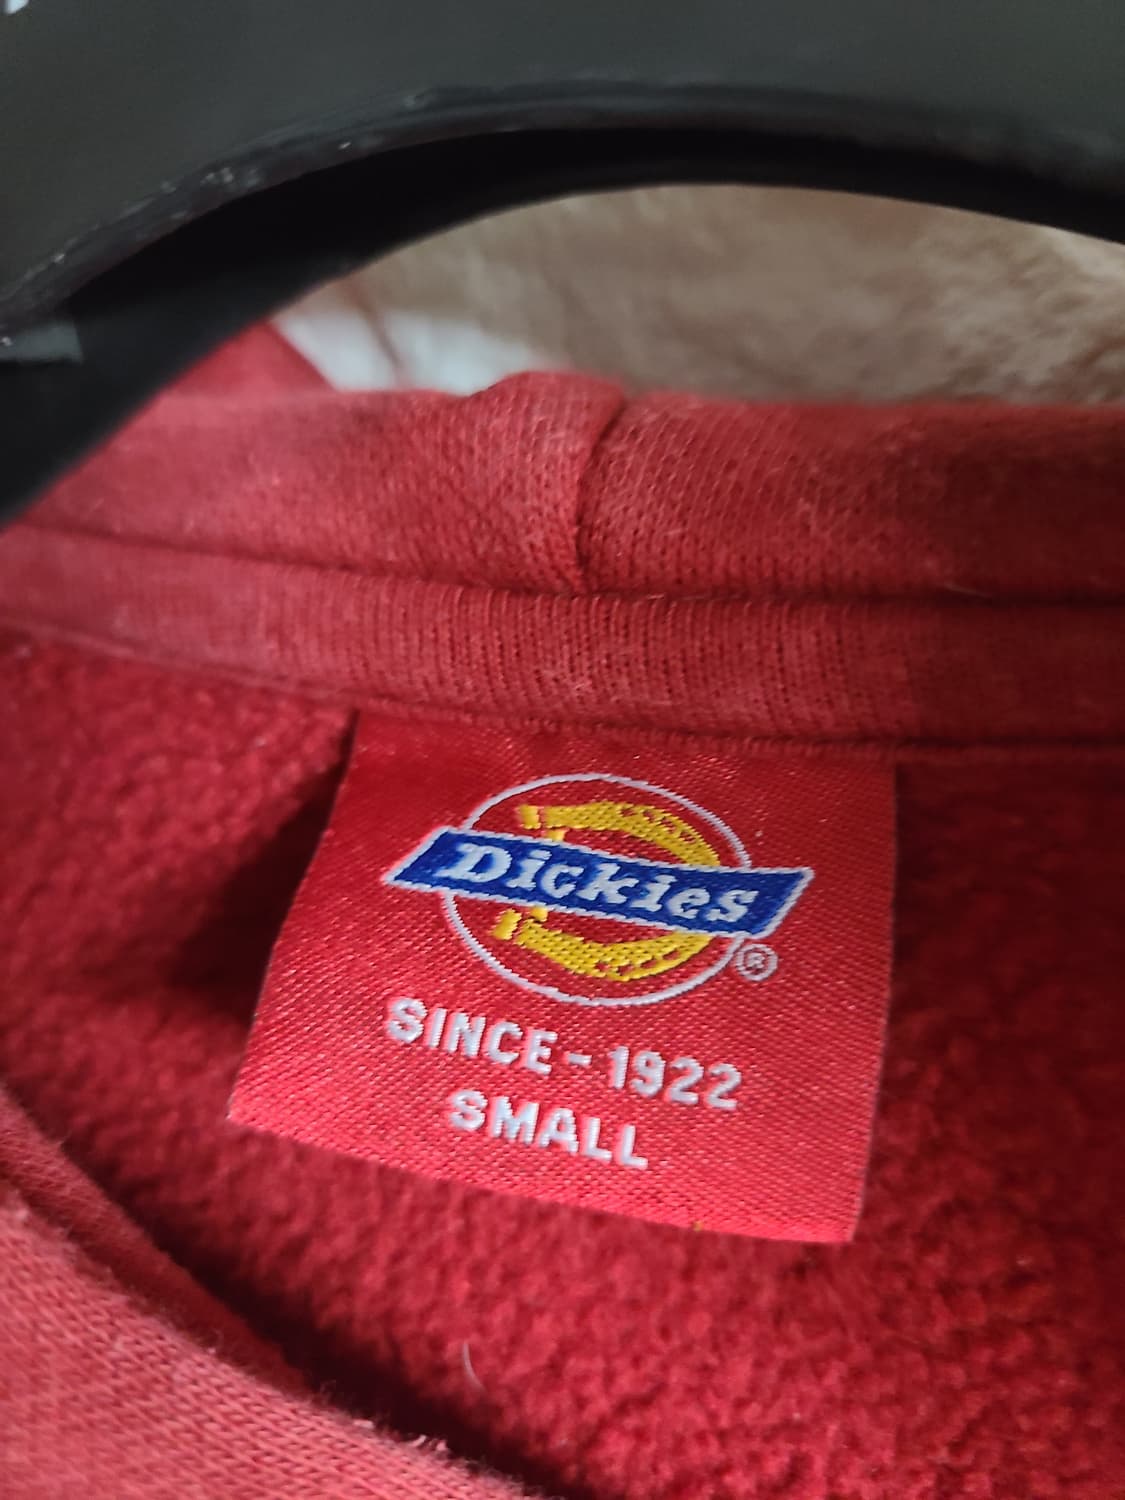 Dickies
®
SINCE-1922
SMALL